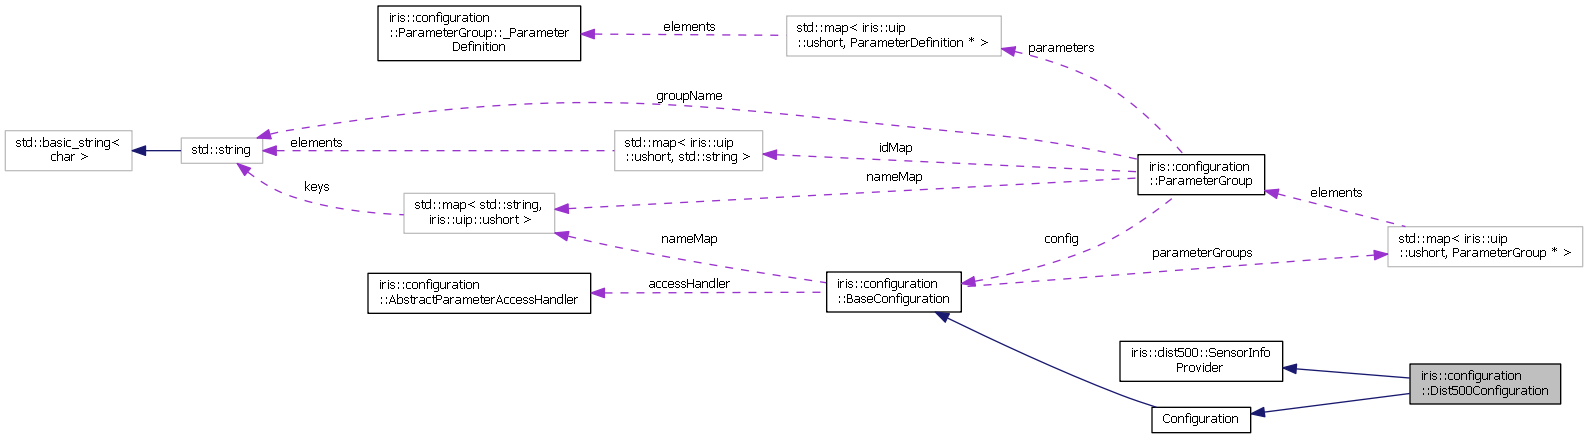 iris::configuration
::ParameterGroup::_Parameter
Definition
elements
std::map< iris::uip
::ushort, ParameterDefinition * >
parameters
groupName
std::basic_string<
char >
std::string
elements
std::map< iris::uip
::ushort, std::string >
idMap
nameMap
iris::configuration
::ParameterGroup
keys
std::map< std::string,
iris::uip::ushort >
elements
nameMap
config
parameterGroups
std::map< iris::uip
::ushort, ParameterGroup * >
iris::configuration
::AbstractParameterAccessHandler
accessHandler
iris::configuration
::BaseConfiguration
iris::dist500::SensorInfo
Provider
iris::configuration
::Dist500Configuration
Configuration